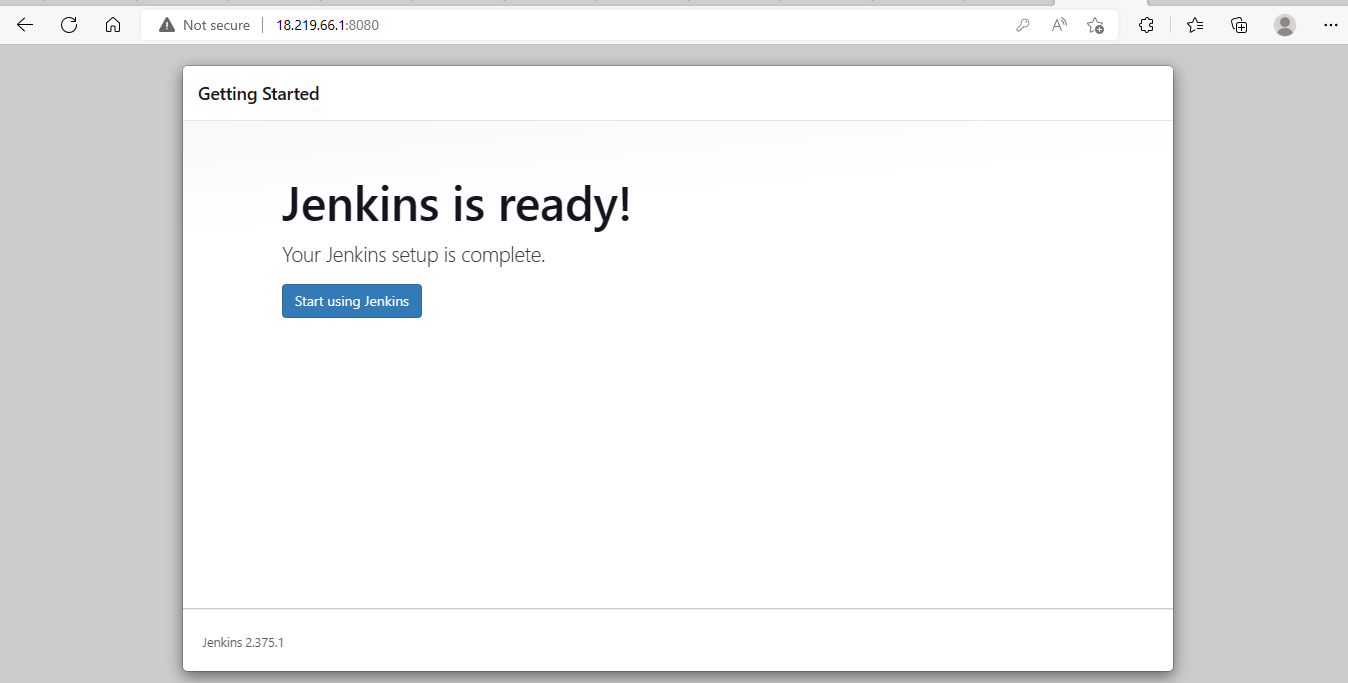 Not secure 18.219.66.1:8080
Getting Started
Jenkins is ready!
Your Jenkins setup is complete.
Start using Jenkins
Jenkins 2.375.1